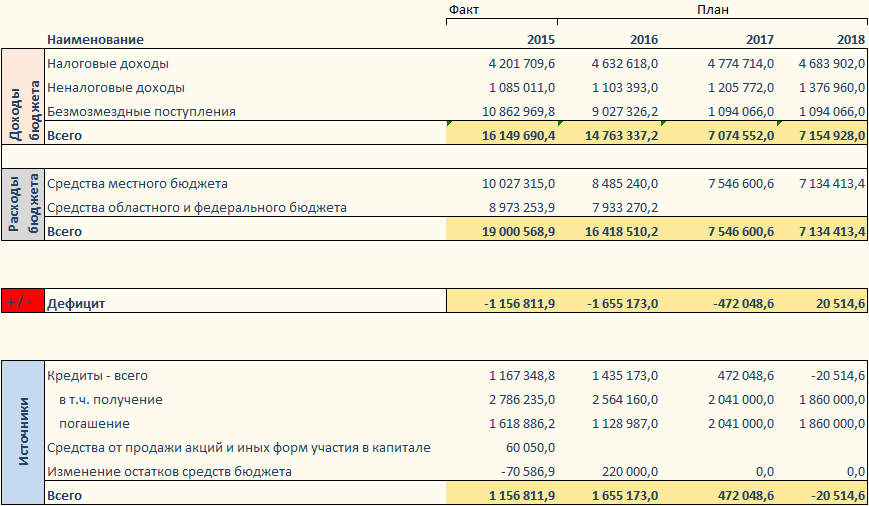 Факт План
Наименование 2015 2016 2017 2018
Доходы бюджета
Налоговые доходы 4 201 709,6 4 632 618,0 4 774 714,0 4 683 902,0
Неналоговые доходы 1 085 011,0 1 103 393,0 1 205 772,0 1 376 960,0
Безмозмездные поступления 10 862 969,8 9 027 326,2 1 094 066,0 1 094 066,0
Всего 16 149 690,4 14 763 337,2 7 074 552,0 7 154 928,0
Расходы бюджета
Средства местного бюджета 10 027 315,0 8 485 240,0 7 546 600,6 7 134 413,4
Средства областного и федерального бюджета 8 973 253,9 7 933 270,2
Всего 19 000 568,9 16 418 510,2 7 546 600,6 7 134 413,4
+/ - Дефицит -1 156 811,9 -1 655 173,0 -472 048,6 20 514,6
Источники
Кредиты - всего 1 167 348,8 1 435 173,0 472 048,6 -20 514,6
в т.ч. получение 2 786 235,0 2 564 160,0 2 041 000,0 1 860 000,0
погашение 1 618 886,2 1 128 987,0 2 041 000,0 1 860 000,0
Средства от продажи акций и иных форм участия в капитале 60 050,0
Изменение остатков средств бюджета -70 586,9 220 000,0 0,0 0,0
Всего 1 156 811,9 1 655 173,0 472 048,6 -20 514,6